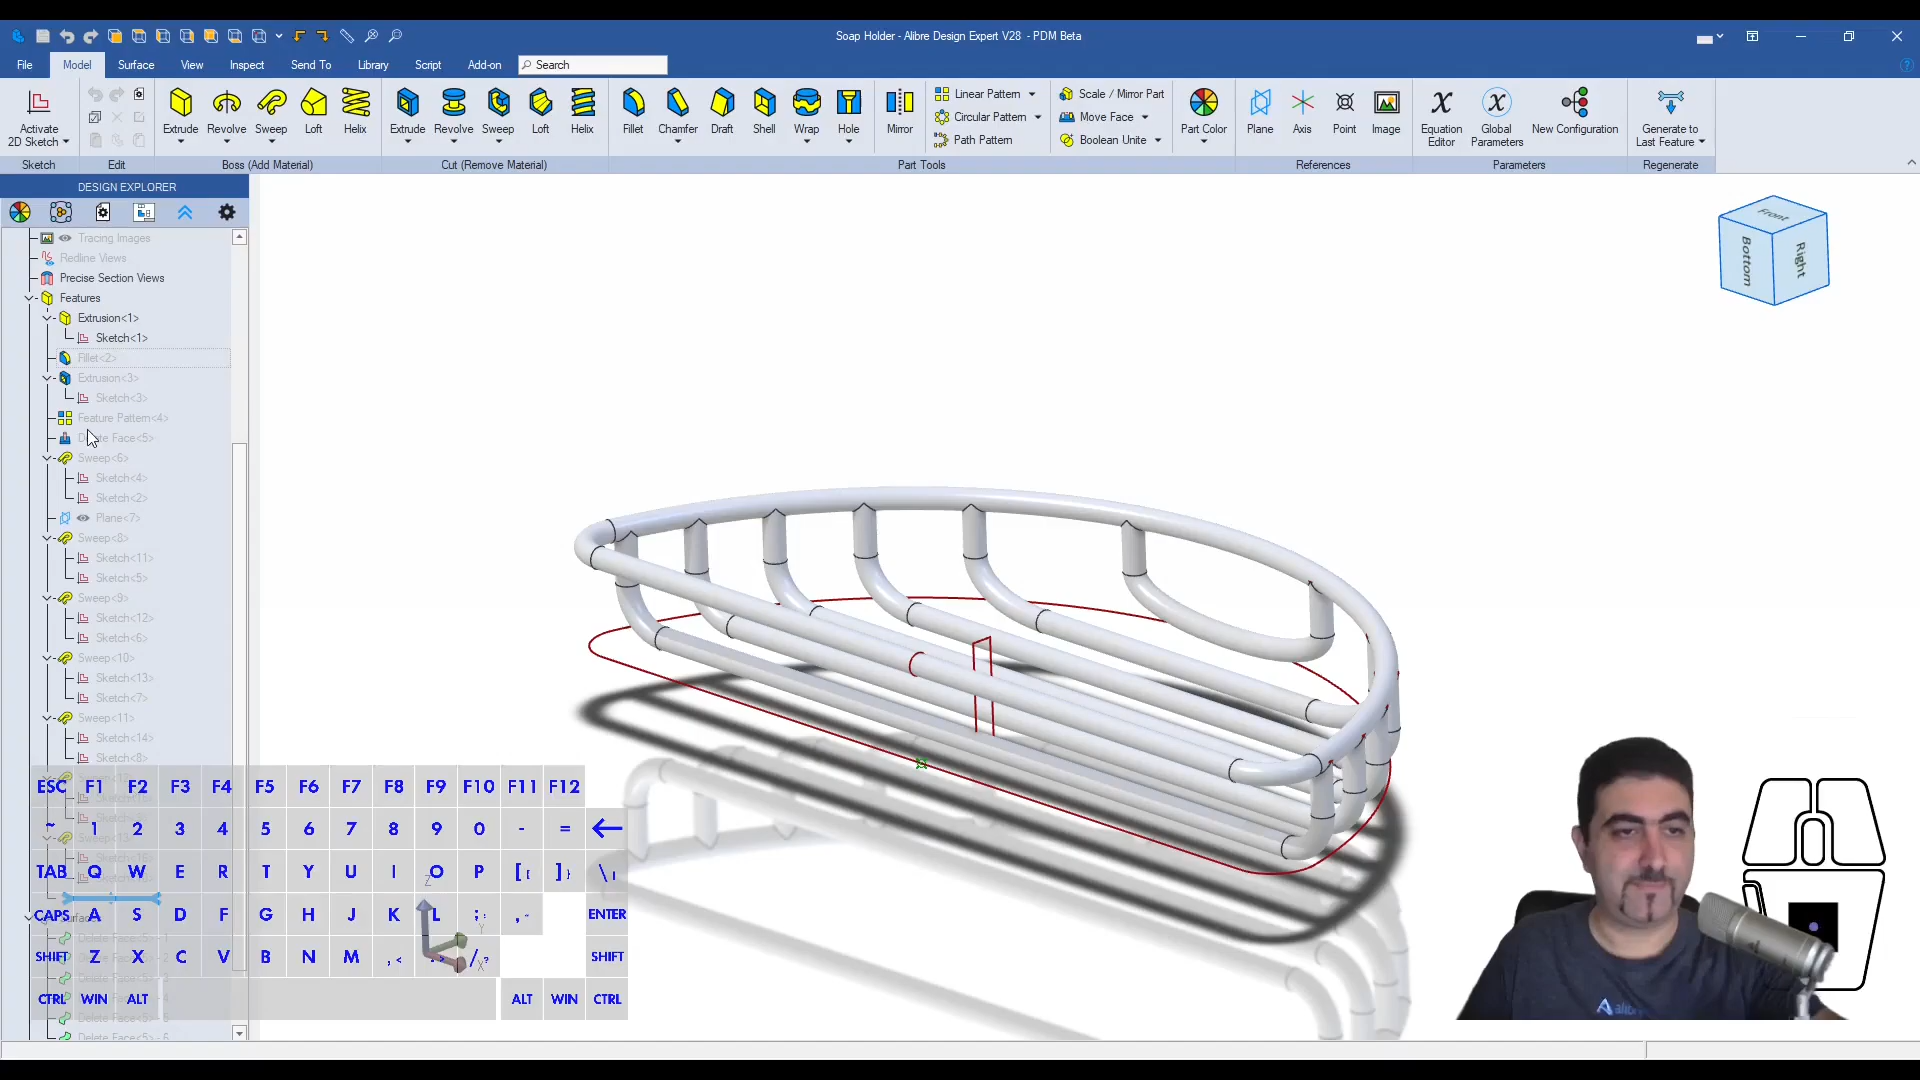 Soap Holder - Alibre Design Expert V28 - PDM Beta
File Model Surface View Inspect Send To Library Script Add-on Search
Activate 2D Sketch
Extrude Revolve Sweep Loft Helix
Extrude Revolve Sweep Loft Helix
Fillet Chamfer Draft Shell Wrap Hole Mirror
Linear Pattern
Circular Pattern
Path Pattern
Scale / Mirror Part
Move Face
Boolean Unite
Part Color
Plane Axis Point Image
Equation Editor
Global Parameters
New Configuration
Generate to Last Feature
Sketch Edit Boss (Add Material) Cut (Remove Material) Part Tools References Parameters Regenerate
DESIGN EXPLORER
Tracing Images
Redline Views
Precise Section Views
Features
Extrusion<1>
Sketch<1>
Fillet<2>
Extrusion<3>
Sketch<3>
Feature Pattern<4>
Face<5>
Sweep<6>
Sketch<4>
Sketch<2>
Plane<7>
Sweep<8>
Sketch<11>
Sketch<5>
Sweep<9>
Sketch<12>
Sketch<6>
Sweep<10>
Sketch<13>
Sketch<7>
Sweep<11>
Sketch<14>
Sketch<8>
Front
Bottom
Right
ESC F1 F2 F3 F4 F5 F6 F7 F8 F9 F10 F11 F12
~ 1 2 3 4 5 6 7 8 9 0 - =
TAB Q W E R T Y U I O P [ { ] } \ |
CAPS A S D F G H J K L ; : ENTER
SHIFT Z X C V B N M , < / ? SHIFT
CTRL WIN ALT ALT WIN CTRL
Z
Y
X
Delete Face<5> - 5
Delete Face<5> - 6
Alibre